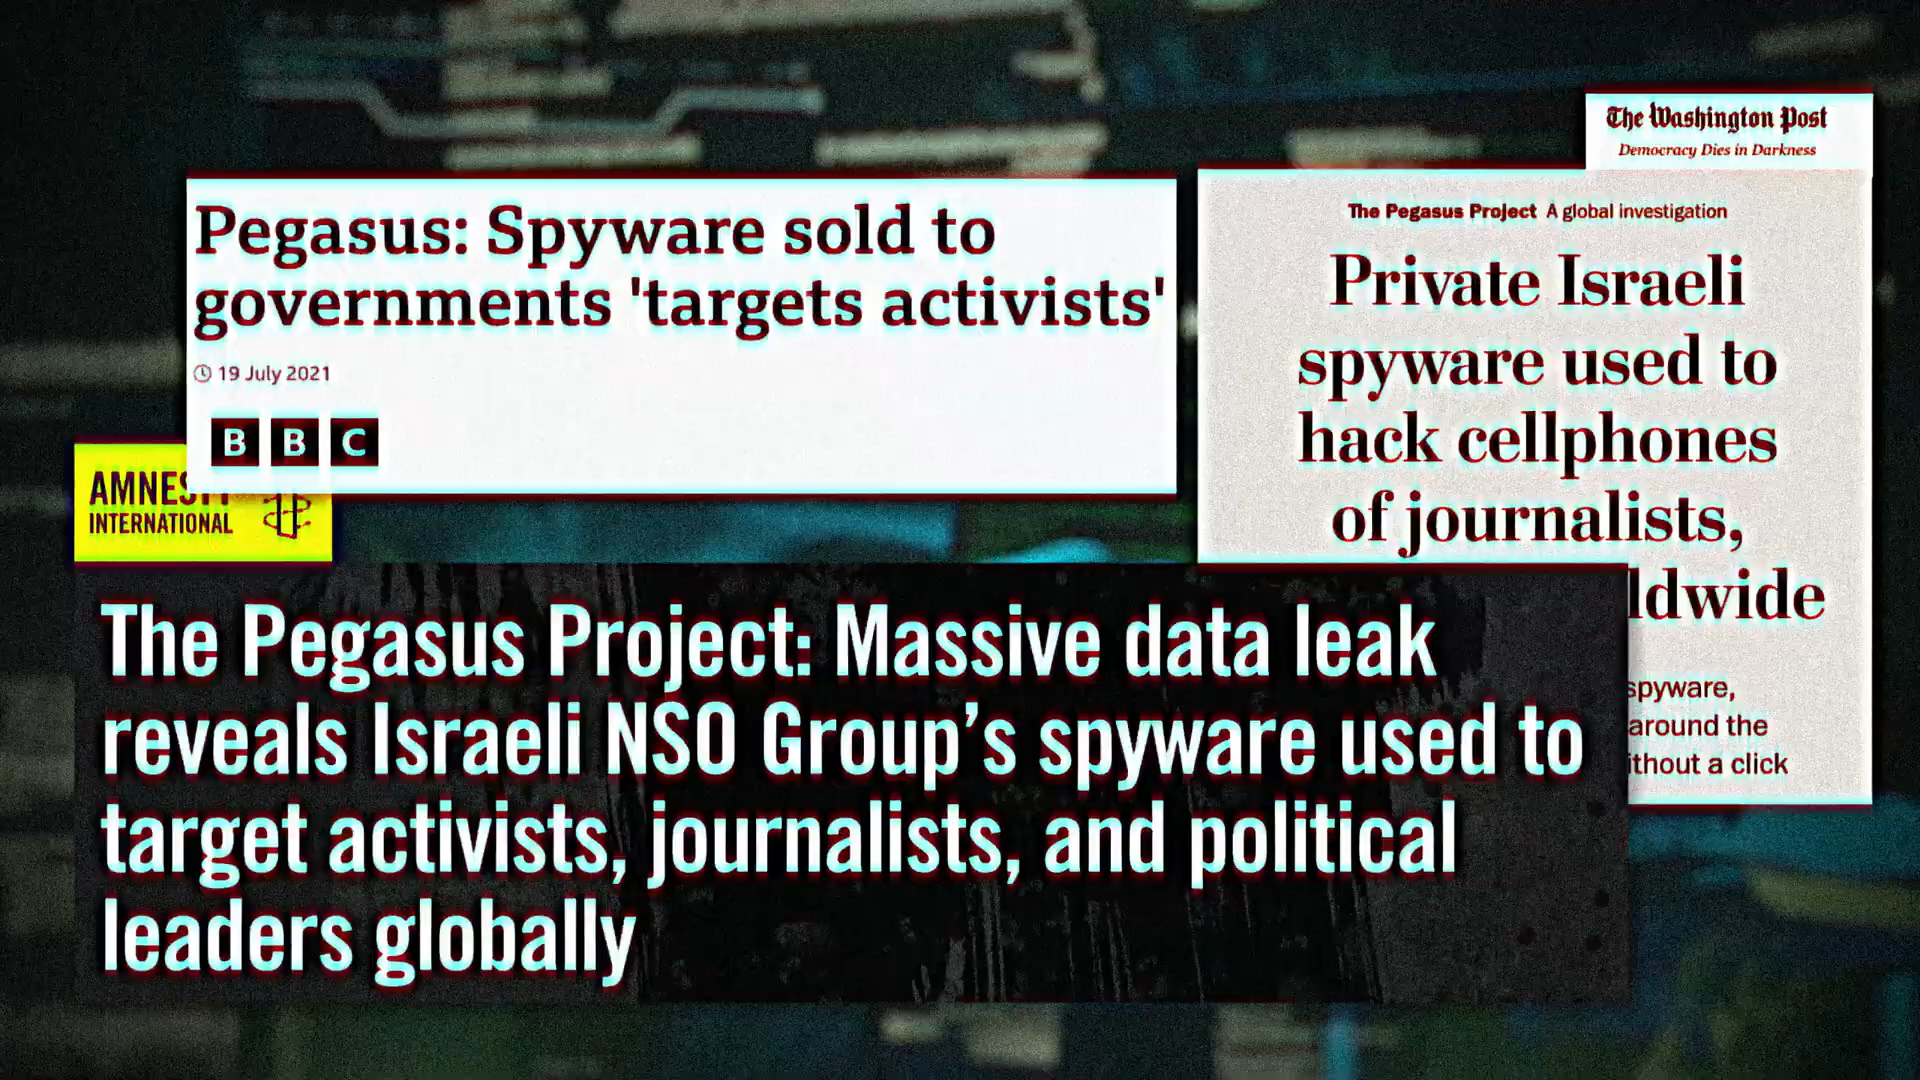 The Washington Post
Democracy Dies in Darkness
Pegasus: Spyware sold to
governments 'targets activists'
19 July 2021
BBC
The Pegasus Project A global investigation
Private Israeli
spyware used to
hack cellphones
of journalists,
spyware,
around the
a click
AMNESTY
INTERNATIONAL
The Pegasus Project: Massive data leak
reveals Israeli NSO Group’s spyware used to
target activists, journalists, and political
leaders globally